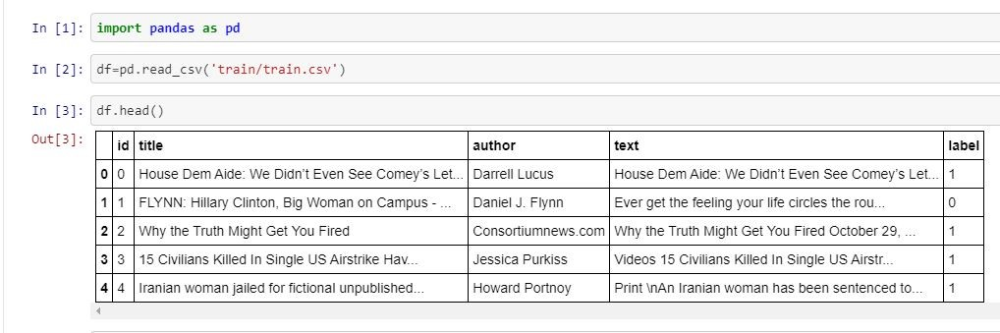 In [1]: import pandas as pd
In [2]: df=pd.read_csv('train/train.csv')
In [3]: df.head()
Out[3]:
id title author text label
0 0 House Dem Aide: We Didn’t Even See Comey’s Let... Darrell Lucus House Dem Aide: We Didn’t Even See Comey’s Let... 1
1 1 FLYNN: Hillary Clinton, Big Woman on Campus - ... Daniel J. Flynn Ever get the feeling your life circles the rou... 0
2 2 Why the Truth Might Get You Fired Consortiumnews.com Why the Truth Might Get You Fired October 29, ... 1
3 3 15 Civilians Killed In Single US Airstrike Hav... Jessica Purkiss Videos 15 Civilians Killed In Single US Airstr... 1
4 4 Iranian woman jailed for fictional unpublished... Howard Portnoy Print \nAn Iranian woman has been sentenced to... 1